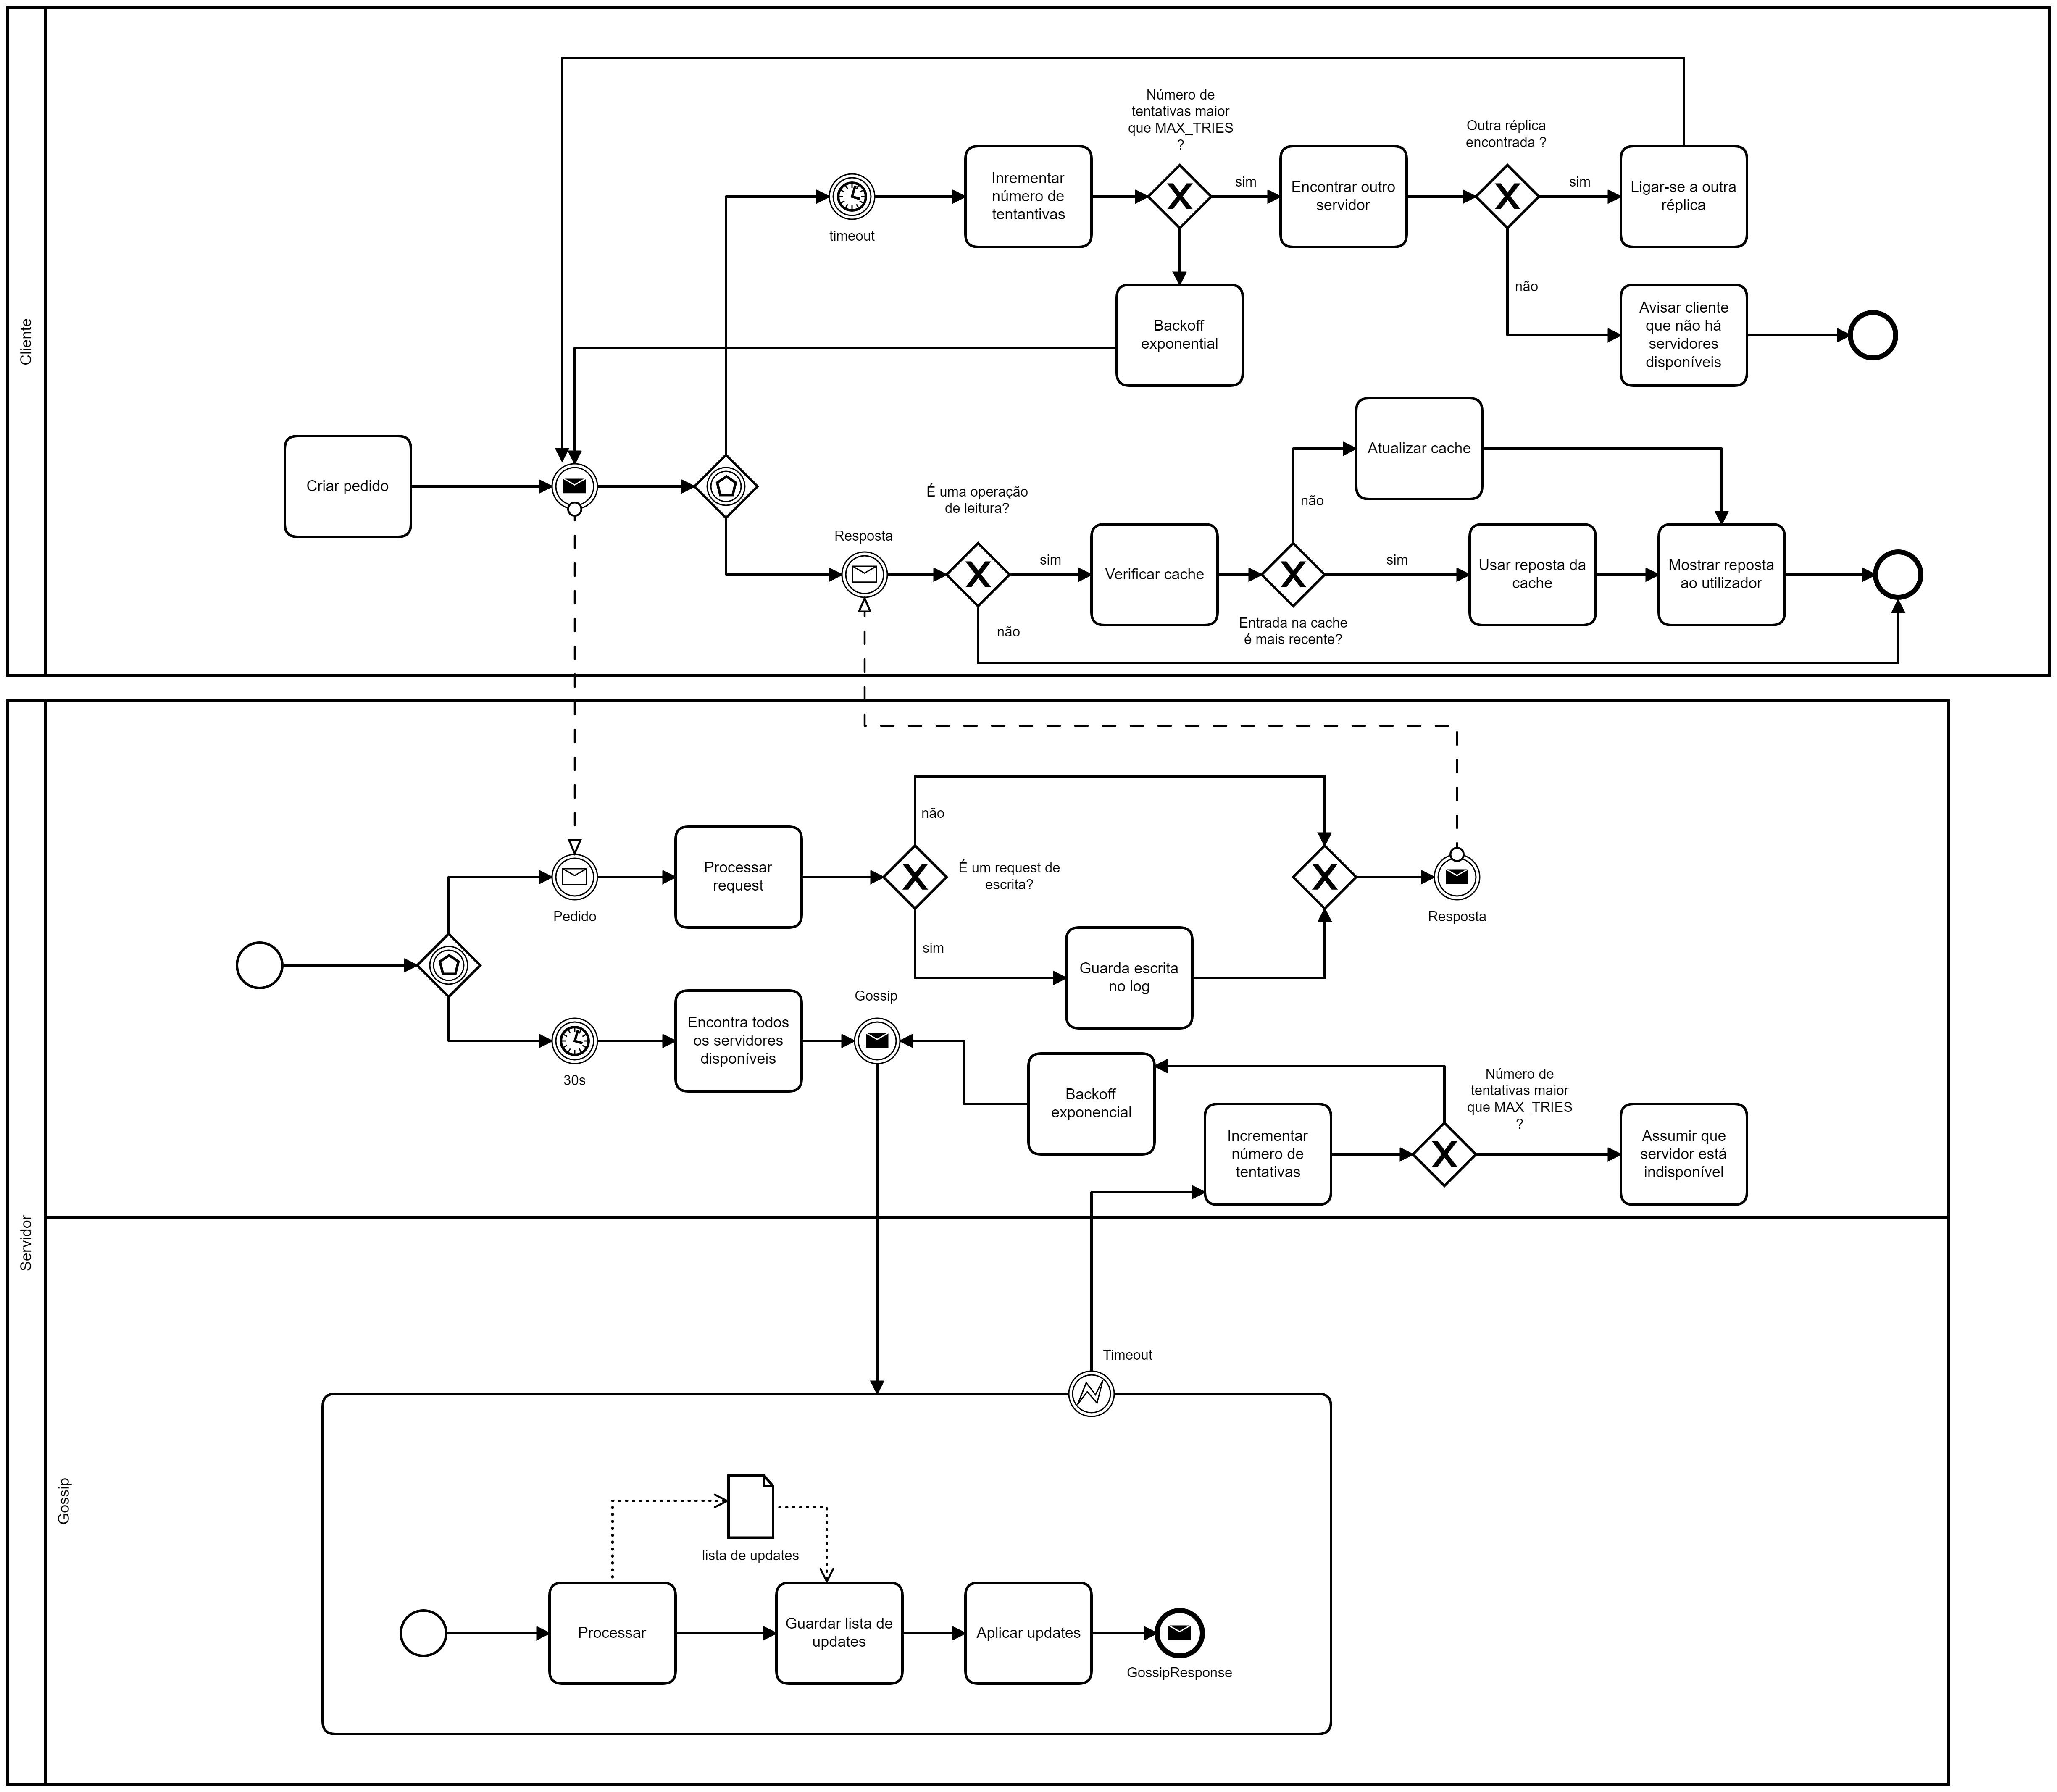 Cliente
Número de
tentativas maior
que MAX_TRIES
?
Outra réplica
encontrada ?
Inrementar
número de
tentantivas
sim
Encontrar outro
servidor
sim
Ligar-se a outra
réplica
timeout
não
Backoff
exponential
Avisar cliente
que não há
servidores
disponíveis
Criar pedido
Atualizar cache
É uma operação
de leitura?
não
Resposta
sim
Verificar cache
sim
Usar reposta da
cache
Mostrar reposta
ao utilizador
não
Entrada na cache
é mais recente?
Servidor
não
Processar
request
É um request de
escrita?
Pedido
Resposta
sim
Guarda escrita
no log
Gossip
Encontra todos
os servidores
disponíveis
30s
Backoff
exponencial
Número de
tentativas maior
que MAX_TRIES
?
Incrementar
número de
tentativas
Assumir que
servidor está
indisponível
Gossip
Timeout
lista de updates
Processar
Guardar lista de
updates
Aplicar updates
GossipResponse